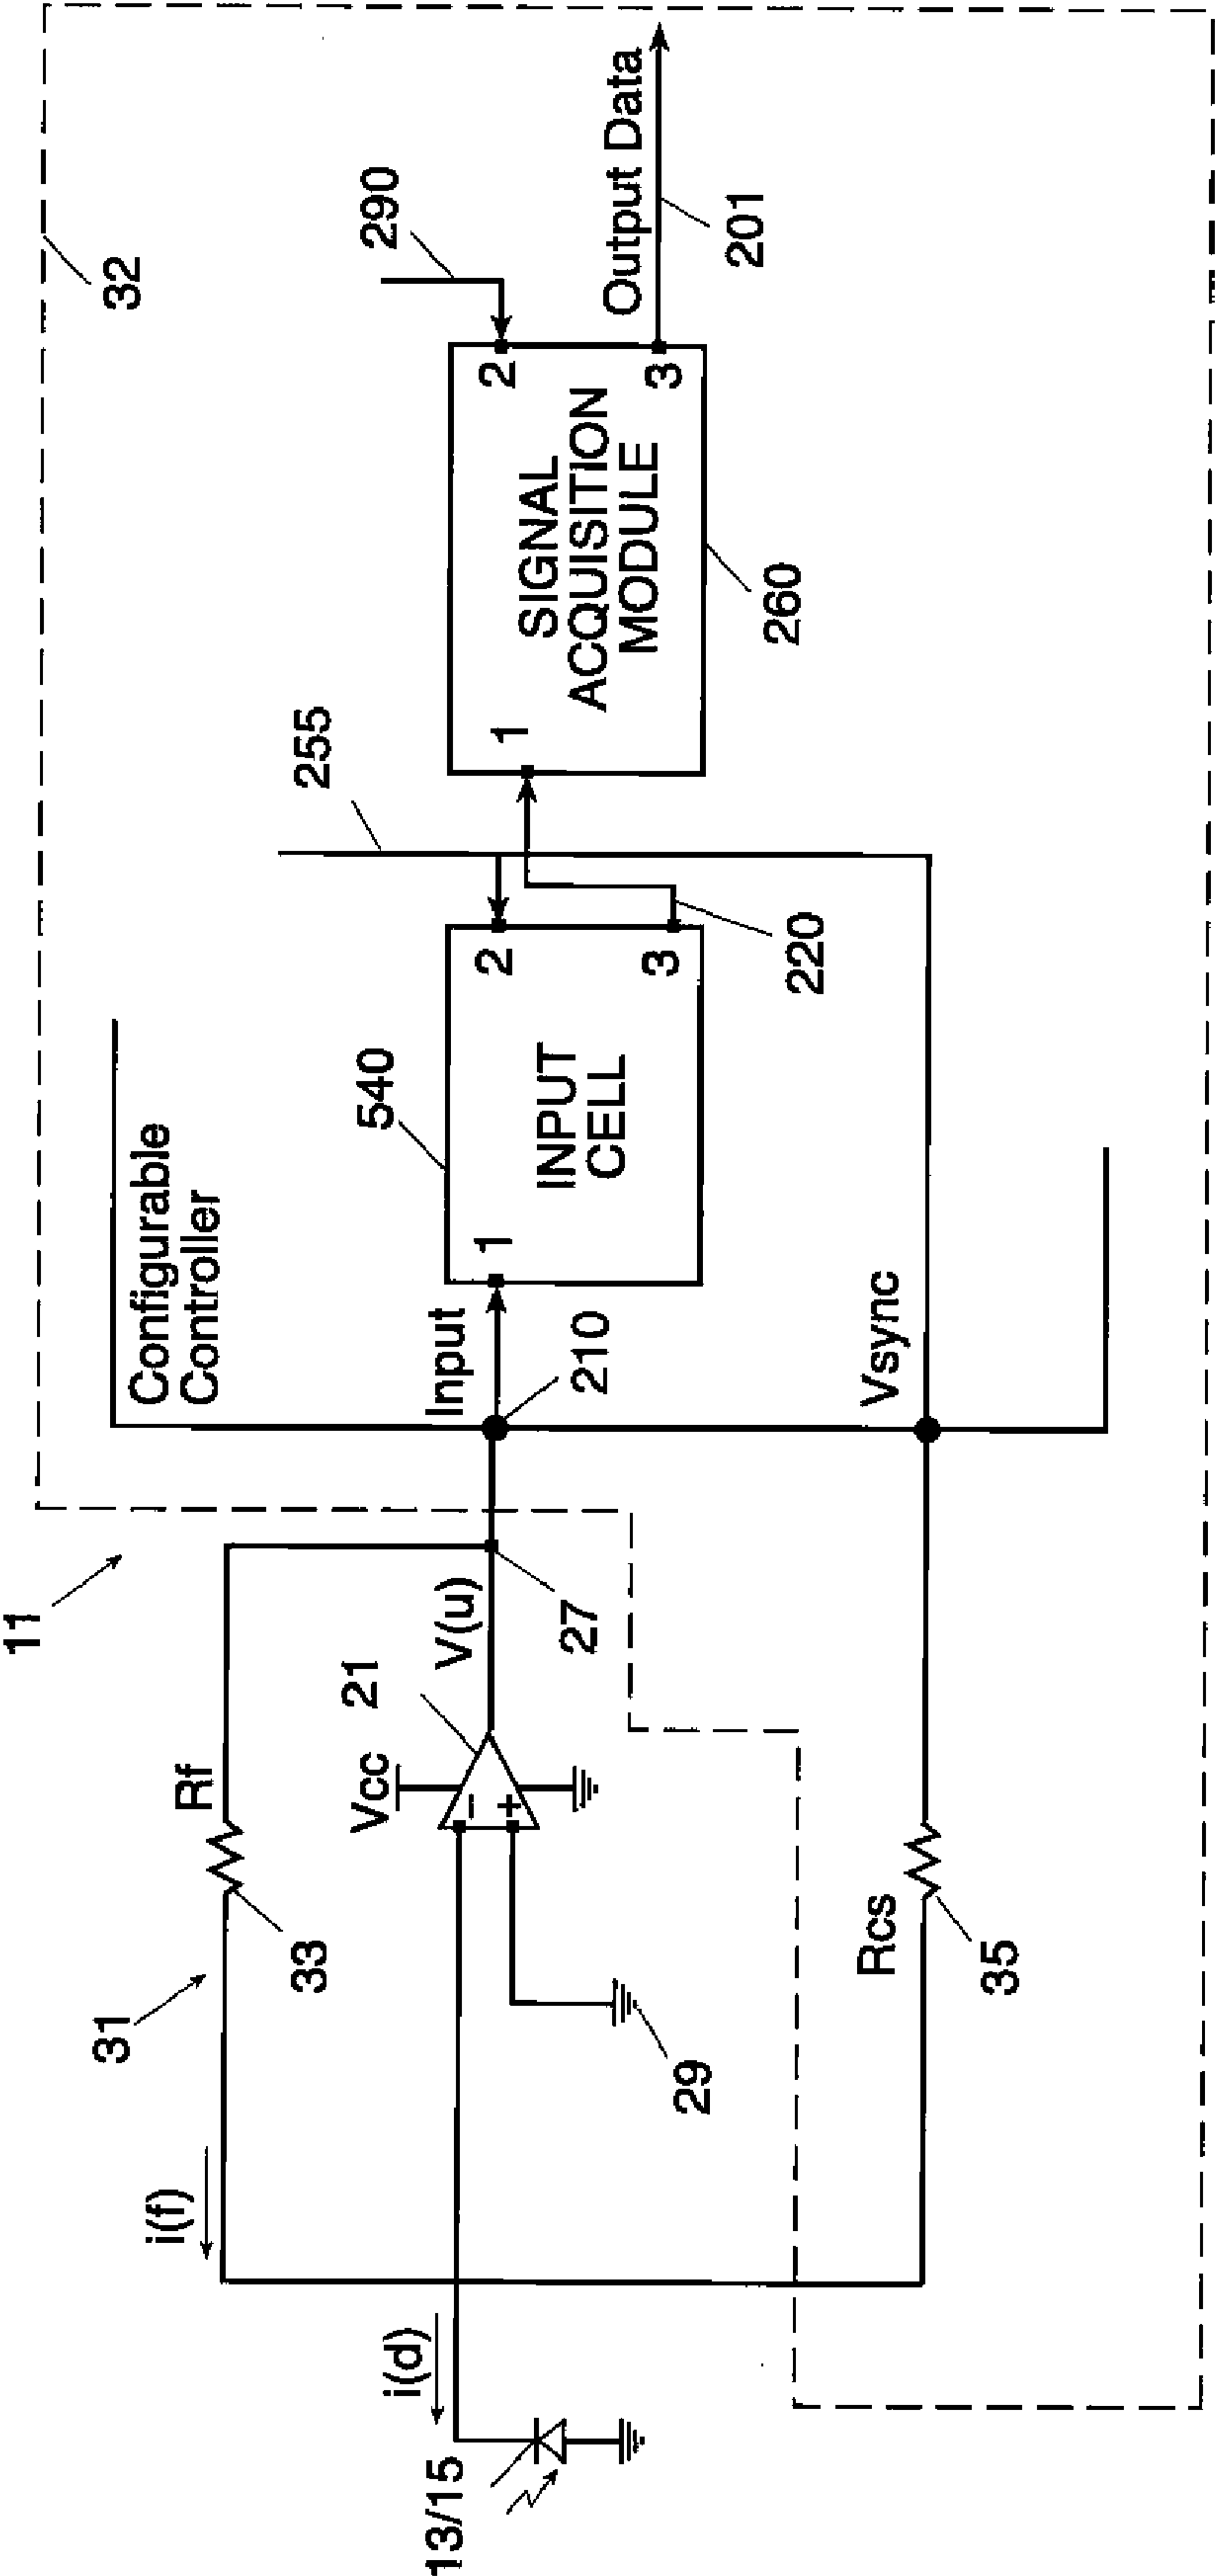 11
31
32
Configurable
Controller
i(f)
33
Rf
255
290
540
i(d)
Vcc
21
V(u)
Input
1
2
3
INPUT
CELL
1
2
3
SIGNAL
ACQUISITION
MODULE
Output Data
13/15
−
+
27
210
220
260
201
29
Rcs
35
Vsync